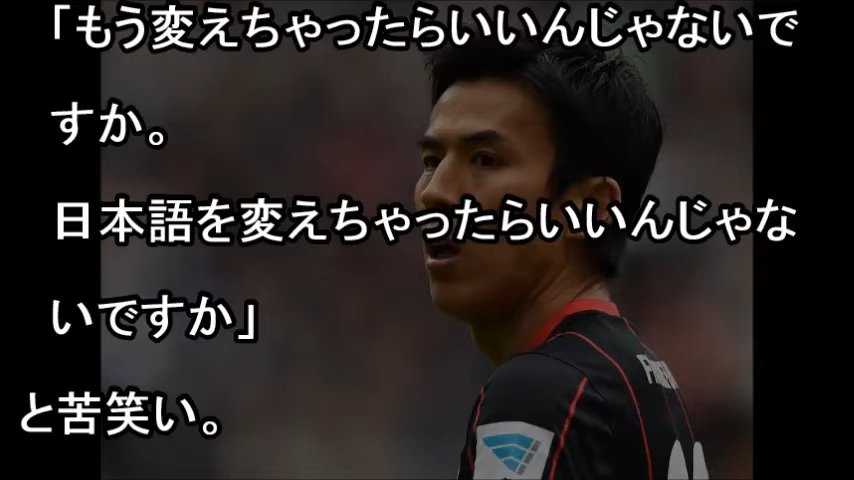 「もう変えちゃったらいいんじゃないで
すか。
日本語を変えちゃったらいいんじゃな
いですか」
と苦笑い。